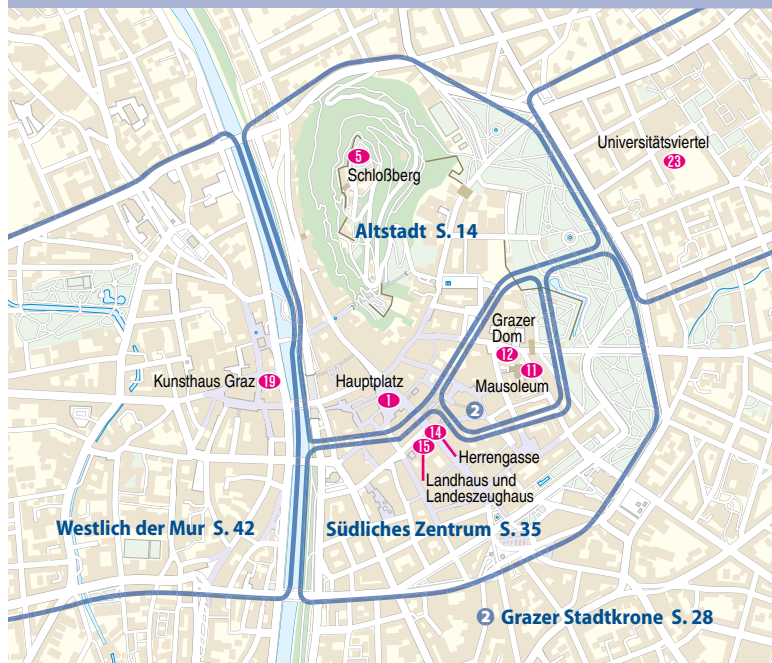 Universitätsviertel
23
5
Schloßberg
Altstadt S. 14
Grazer
Dom
12
11
Mausoleum
Kunsthaus Graz 19
Hauptplatz
1
2
14
15
Herrengasse
Landhaus und
Landeszeughaus
Westlich der Mur S. 42
Südliches Zentrum S. 35
2 Grazer Stadtkrone S. 28